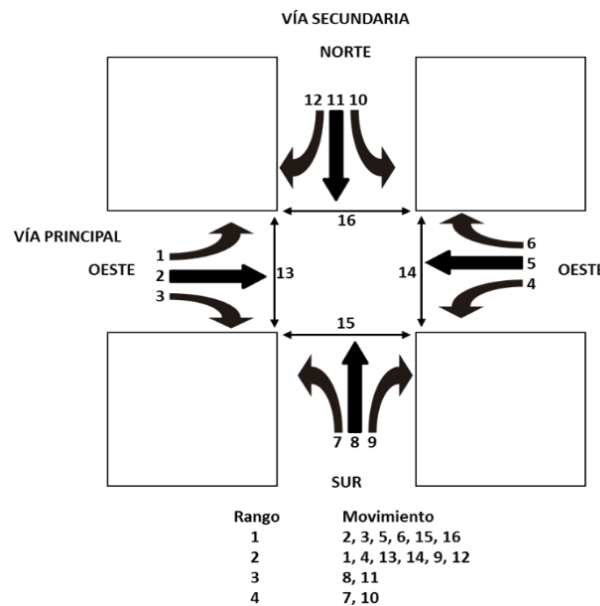 VÍA SECUNDARIA
NORTE
12 11 10
16
VÍA PRINCIPAL
OESTE
1
2
3
13
14
6
5
4
OESTE
15
7 8 9
SUR
Rango Movimiento
1 2, 3, 5, 6, 15, 16
2 1, 4, 13, 14, 9, 12
3 8, 11
4 7, 10